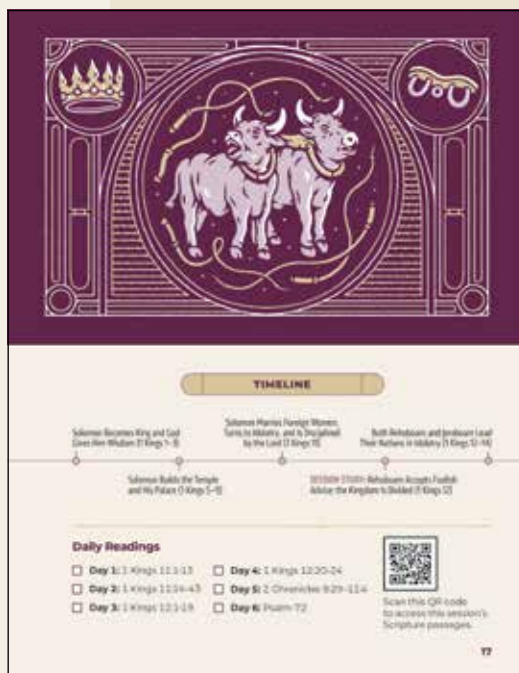 TIMELINE
Solomon Becomes King and God
Gives Him Wisdom (1 Kings 1–3)
Solomon Builds the Temple
and His Palace (1 Kings 5–9)
Solomon Marries Foreign Women,
Turns to Idolatry, and Is Disciplined
by the Lord (1 Kings 11)
SESSION STUDY: Rehoboam Accepts Foolish
Advice; the Kingdom Is Divided (1 Kings 12)
Both Rehoboam and Jeroboam Lead
Their Nations in Idolatry (1 Kings 12–14)
Daily Readings
Day 1: 1 Kings 11:1-13
Day 2: 1 Kings 11:14-43
Day 3: 1 Kings 12:1-19
Day 4: 1 Kings 12:20-24
Day 5: 2 Chronicles 9:29–11:4
Day 6: Psalm 72
Scan this QR code
to access this session's
Scripture passages.
17